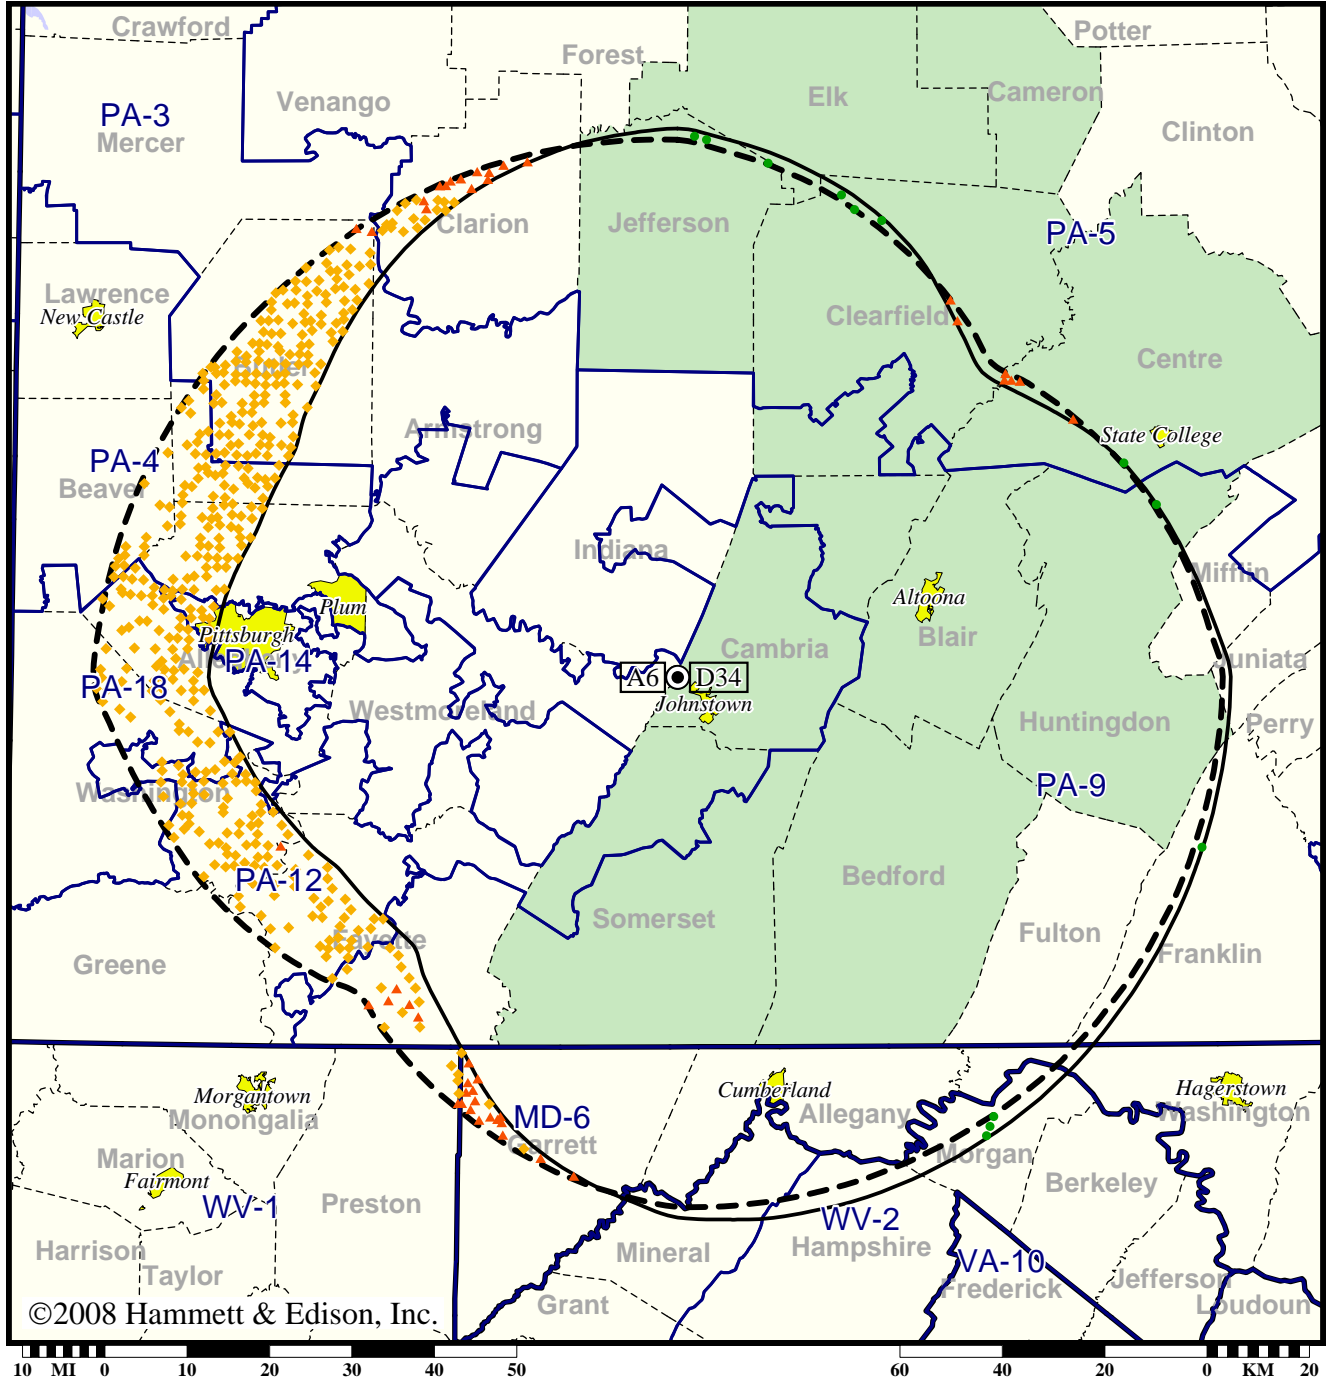 Crawford
Forest
Potter
Venango
Elk
Cameron
PA-3
Mercer
Clinton
Clarion
Jefferson
PA-5
Lawrence
New Castle
Clearfield
Centre
Butler
Armstrong
State College
PA-4
Beaver
Indiana
Mifflin
Plum
Altoona
Pittsburgh
Blair
Allegheny
PA-14
Cambria
Juniata
PA-18
A6 D34
Johnstown
Westmoreland
Huntingdon
Perry
Washington
PA-9
PA-12
Bedford
Somerset
Fayette
Fulton
Greene
Franklin
Morgantown
Cumberland
Hagerstown
Monongalia
MD-6
Allegany
Washington
Garrett
Marion
Morgan
Fairmont
Berkeley
WV-1
Preston
WV-2
Harrison
Mineral
Hampshire
VA-10
Taylor
Frederick
Jefferson
Grant
Loudoun
©2008 Hammett & Edison, Inc.
10 MI 0 10 20 30 40 50 60 40 20 0 KM 20